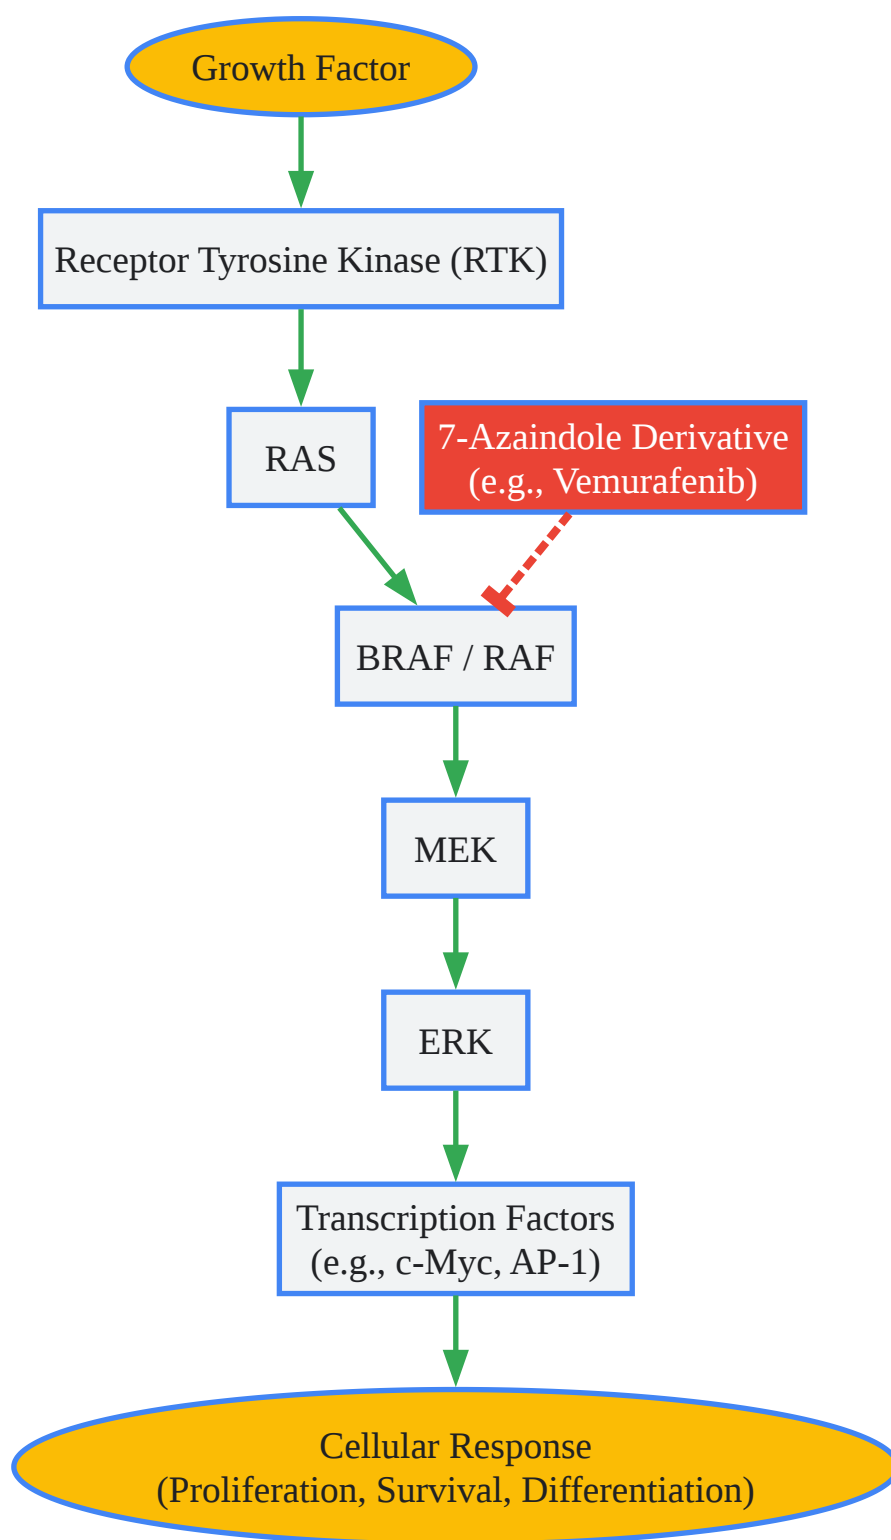 Growth Factor
Receptor Tyrosine Kinase (RTK)
RAS
7-Azaindole Derivative
(e.g., Vemurafenib)
BRAF / RAF
MEK
ERK
Transcription Factors
(e.g., c-Myc, AP-1)
Cellular Response
(Proliferation, Survival, Differentiation)